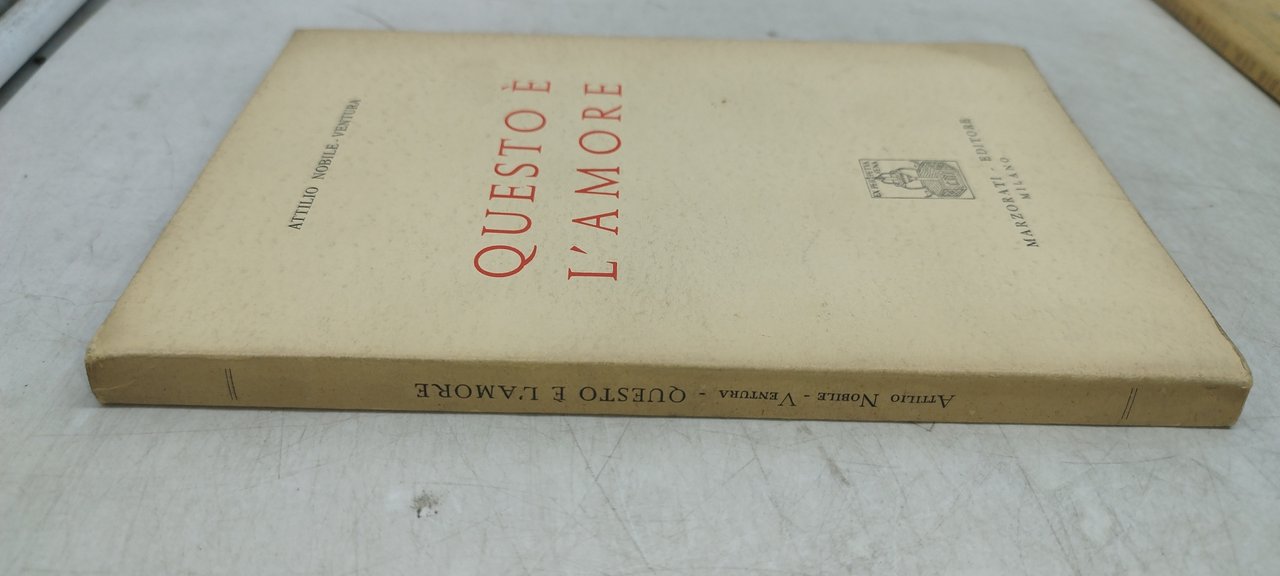 ATTILIO NOBILE-VENTURA
QUESTO È
L'AMORE
MARZORATI · EDITORE
MILANO
ATTILIO NOBILE - VENTURA - QUESTO È L'AMORE